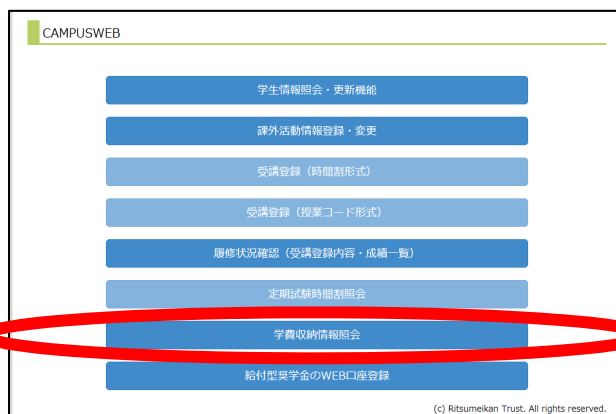 CAMPUSWEB
学生情報照会・更新機能
課外活動情報登録・変更
受講登録（時間割形式）
受講登録（授業コード形式）
履修状況確認（受講登録内容・成績一覧）
定期試験時間割照会
学費収納情報照会
給付型奨学金のWEB口座登録
(c) Ritsumeikan Trust. All rights reserved.